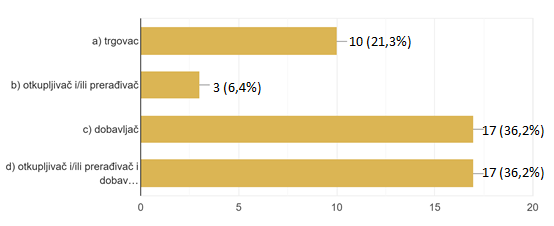 a) trgovac
10 (21,3%)
b) otkupljivač i/ili prerađivač
3 (6,4%)
c) dobavljač
17 (36,2%)
d) otkupljivač i/ili prerađivač i
dobav…
17 (36,2%)
0
5
10
15
20